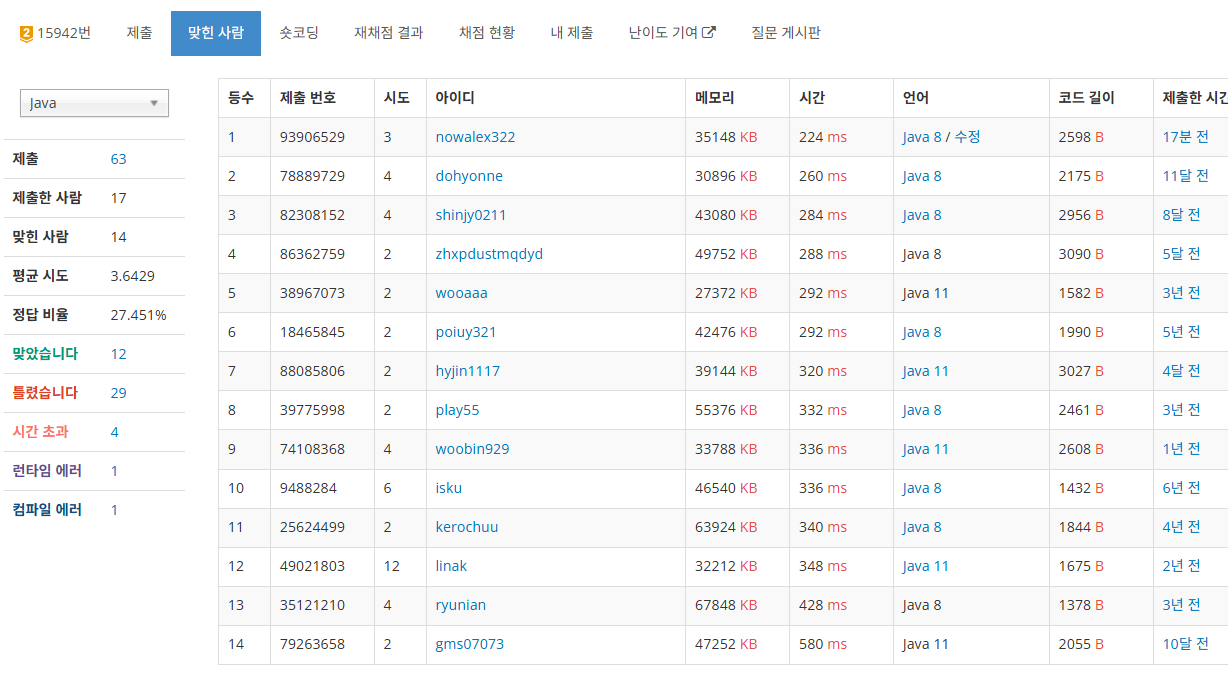 2 15942번 제출 맞힌 사람 숏코딩 재채점 결과 채점 현황 내 제출 난이도 기여 질문 게시판
Java
제출 63
제출한 사람 17
맞힌 사람 14
평균 시도 3.6429
정답 비율 27.451%
맞았습니다 12
틀렸습니다 29
시간 초과 4
런타임 에러 1
컴파일 에러 1
등수 제출 번호 시도 아이디 메모리 시간 언어 코드 길이 제출한 시간
1 93906529 3 nowalex322 35148 KB 224 ms Java 8 / 수정 2598 B 17분 전
2 78889729 4 dohyonne 30896 KB 260 ms Java 8 2175 B 11달 전
3 82308152 4 shinjy0211 43080 KB 284 ms Java 8 2956 B 8달 전
4 86362759 2 zhxpdustmqdyd 49752 KB 288 ms Java 8 3090 B 5달 전
5 38967073 2 wooaaa 27372 KB 292 ms Java 11 1582 B 3년 전
6 18465845 2 poiuy321 42476 KB 292 ms Java 8 1990 B 5년 전
7 88085806 2 hyjin1117 39144 KB 320 ms Java 11 3027 B 4달 전
8 39775998 2 play55 55376 KB 332 ms Java 8 2461 B 3년 전
9 74108368 4 woobin929 33788 KB 336 ms Java 11 2608 B 1년 전
10 9488284 6 isku 46540 KB 336 ms Java 8 1432 B 6년 전
11 25624499 2 kerochuu 63924 KB 340 ms Java 8 1844 B 4년 전
12 49021803 12 linak 32212 KB 348 ms Java 11 1675 B 2년 전
13 35121210 4 ryunian 67848 KB 428 ms Java 8 1378 B 3년 전
14 79263658 2 gms07073 47252 KB 580 ms Java 11 2055 B 10달 전